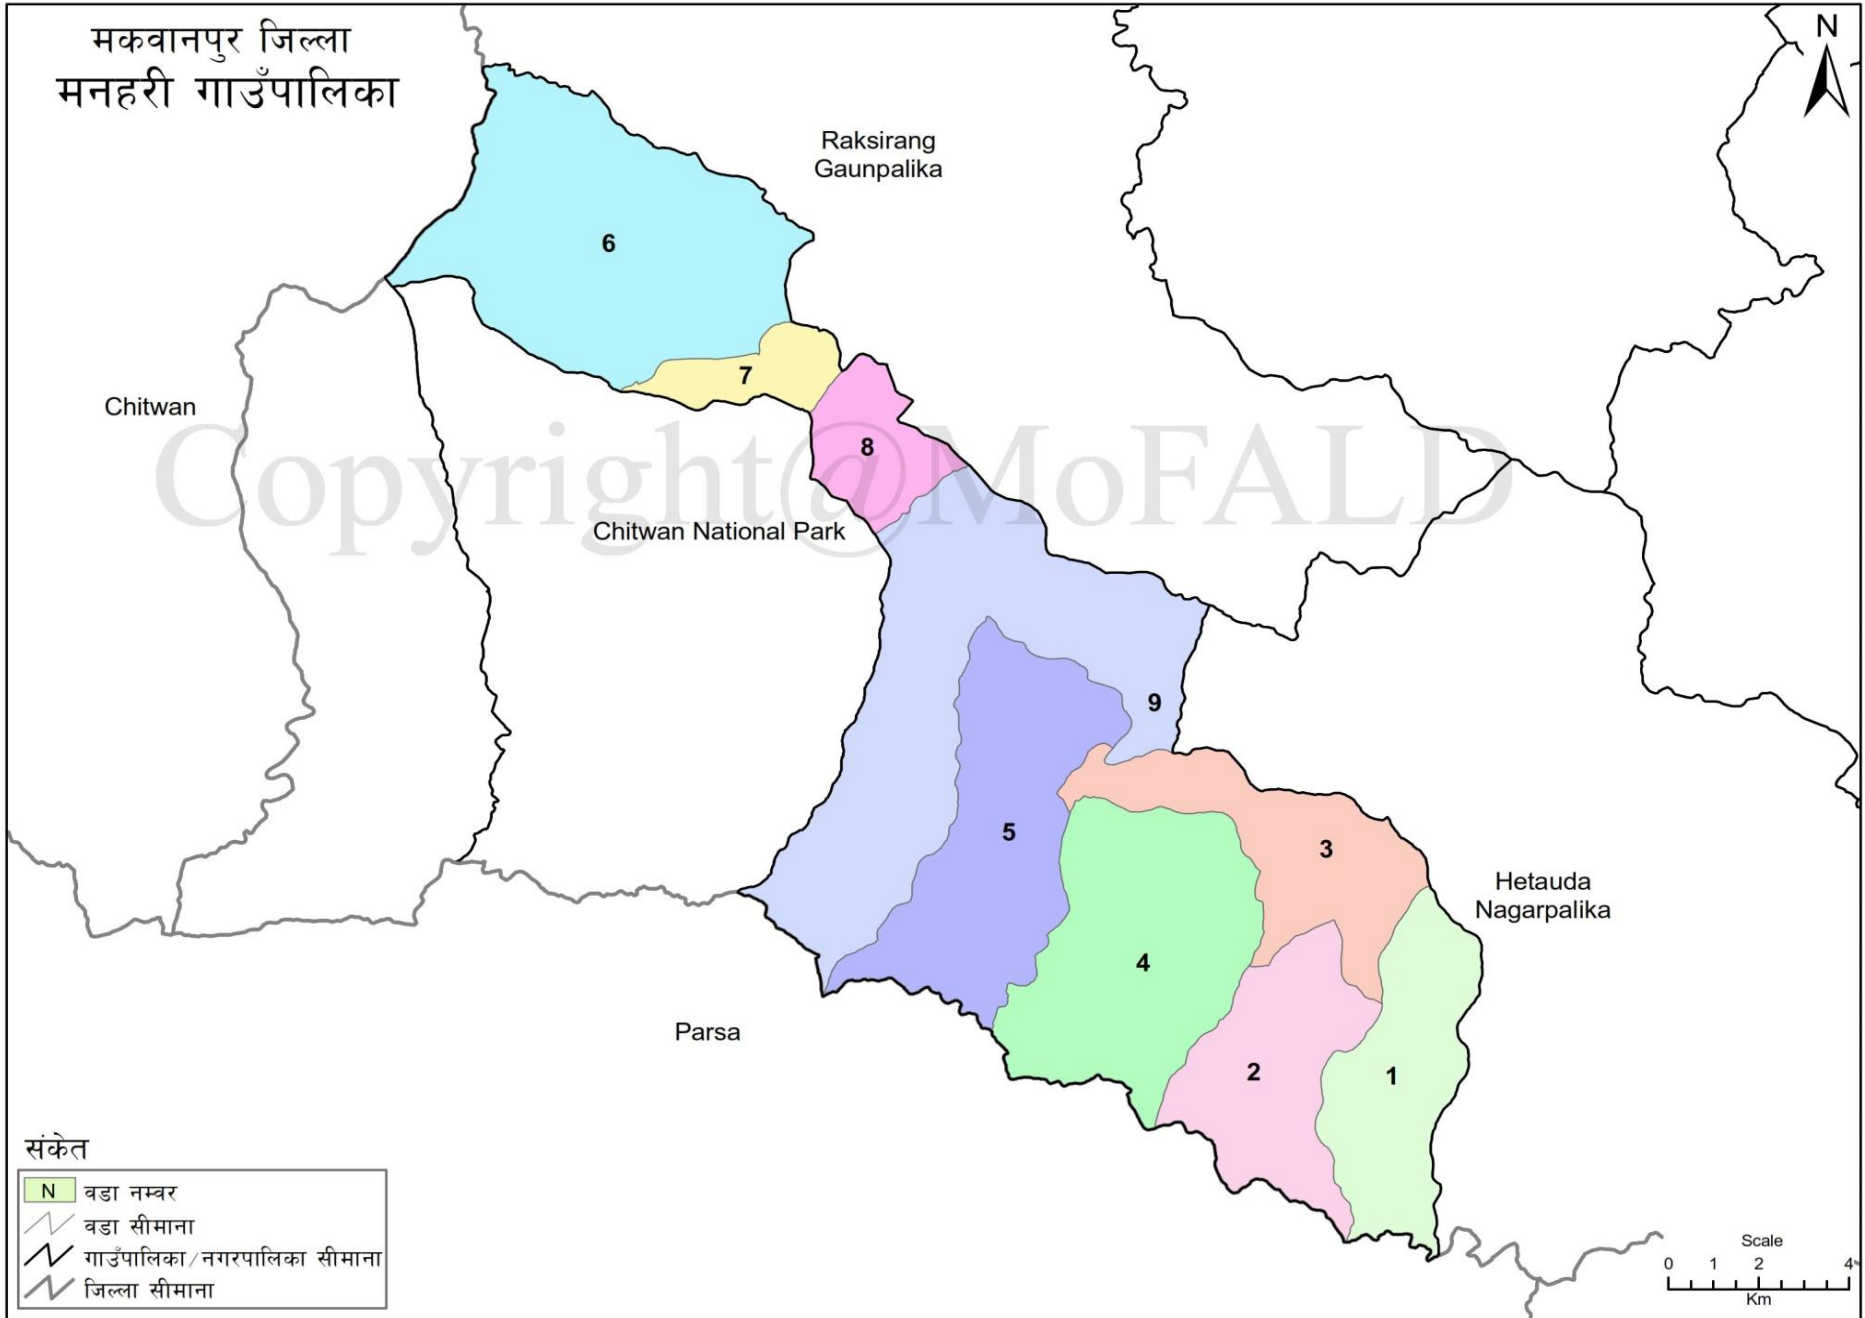 मकवानपुर जिल्ला
मनहरी गाउँपालिका
N
Raksirang
Gaunpalika
6
7
Chitwan
8
Copyright@MoFALD
Chitwan National Park
9
5
3
Hetauda
Nagarpalika
4
Parsa
2
1
संकेत
N वडा नम्वर
वडा सीमाना
गाउँपालिका/नगरपालिका सीमाना
जिल्ला सीमाना
Scale
0 1 2 4
Km